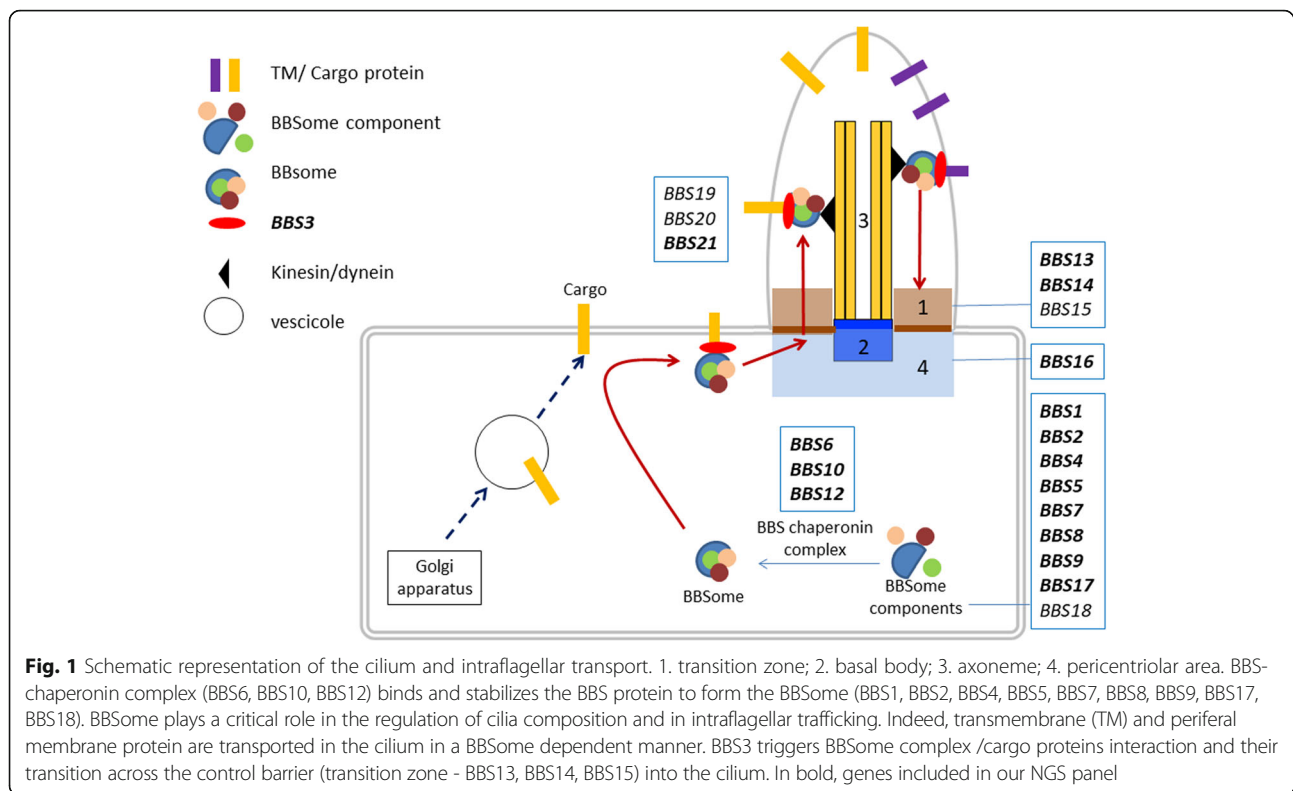 TM/ Cargo protein
BBSome component
BBsome
BBS3
Kinesin/dynein
vescicole
Cargo
Golgi
apparatus
BBS19
BBS20
BBS21
3
1
2
4
BBS13
BBS14
BBS15
BBS16
BBS6
BBS10
BBS12
BBS chaperonin
complex
BBSome
BBSome
components
BBS1
BBS2
BBS4
BBS5
BBS7
BBS8
BBS9
BBS17
BBS18
Fig. 1 Schematic representation of the cilium and intraflagellar transport. 1. transition zone; 2. basal body; 3. axoneme; 4. pericentriolar area. BBS-
chaperonin complex (BBS6, BBS10, BBS12) binds and stabilizes the BBS protein to form the BBSome (BBS1, BBS2, BBS4, BBS5, BBS7, BBS8, BBS9, BBS17,
BBS18). BBSome plays a critical role in the regulation of cilia composition and in intraflagellar trafficking. Indeed, transmembrane (TM) and periferal
membrane protein are transported in the cilium in a BBSome dependent manner. BBS3 triggers BBSome complex /cargo proteins interaction and their
transition across the control barrier (transition zone - BBS13, BBS14, BBS15) into the cilium. In bold, genes included in our NGS panel